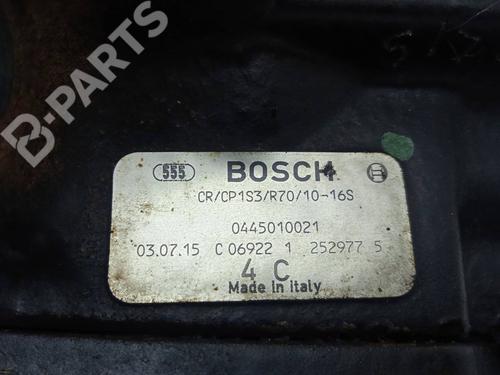 B-PARTS
555 BOSCH
CR/CP1S3/R70/10-16S
0445010021
03.07.15 C 06922 1 252977 5
4 C
Made in Italy